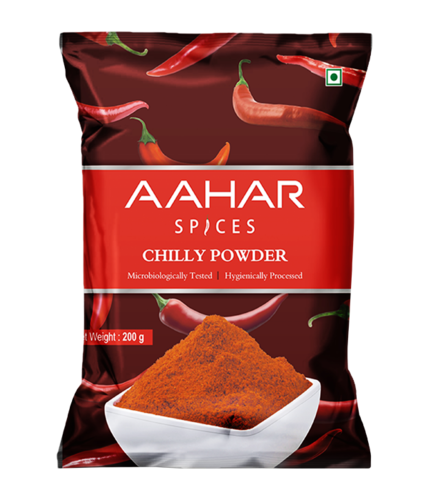 AAHAR
SPICES
CHILLY POWDER
Microbiologically Tested | Hygienically Processed
t Weight : 200 g